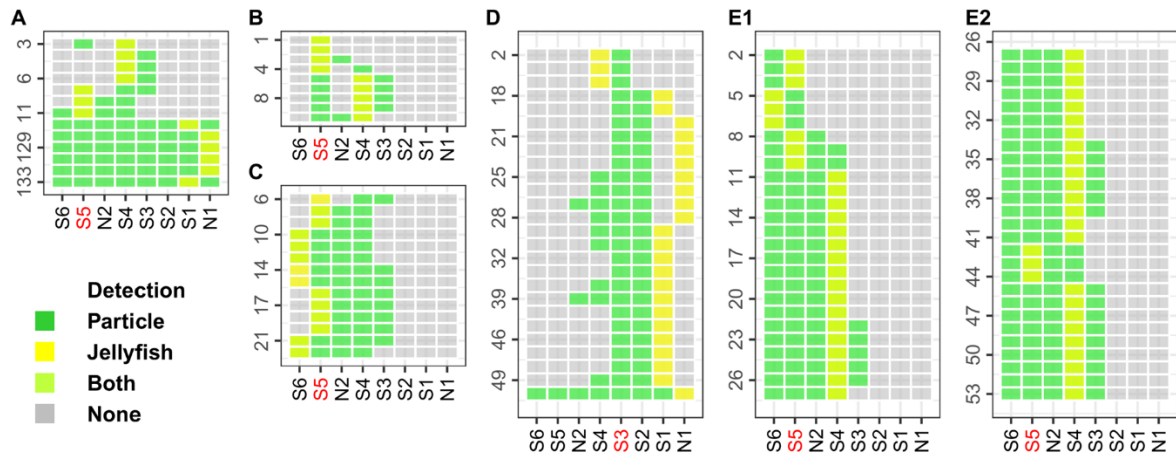 A
3
6
11
129
133
S6 S5 N2 S4 S3 S2 S1 N1
B
1
4
8
S6 S5 N2 S4 S3 S2 S1 N1
C
6
10
14
17
21
S6 S5 N2 S4 S3 S2 S1 N1
Detection
Particle
Jellyfish
Both
None
D
2
18
21
25
28
32
39
46
49
S6 S5 N2 S4 S3 S2 S1 N1
E1
2
5
8
11
14
17
20
23
26
S6 S5 N2 S4 S3 S2 S1 N1
E2
26
29
32
35
38
41
44
47
50
53
S6 S5 N2 S4 S3 S2 S1 N1